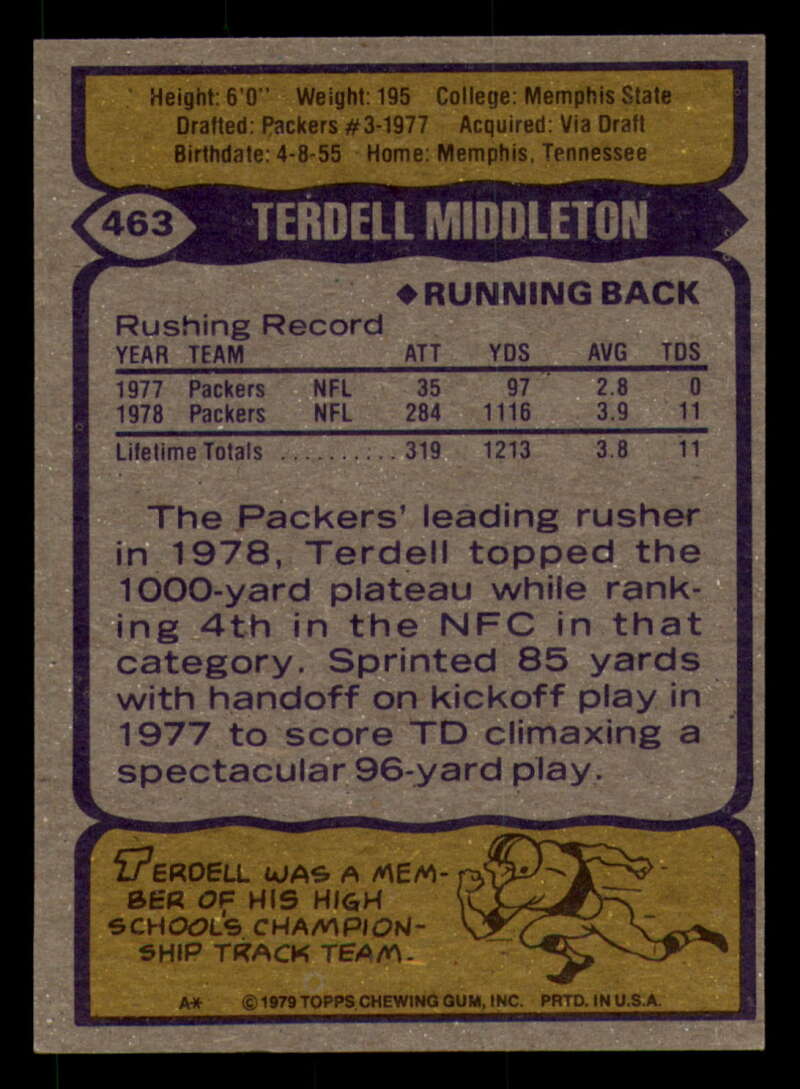 Height: 6'0" Weight: 195 College: Memphis State
Drafted: Packers #3-1977 Acquired: Via Draft
Birthdate: 4-8-55 Home: Memphis, Tennessee
463 TERDELL MIDDLETON
◆RUNNING BACK
Rushing Record
YEAR TEAM ATT YDS AVG TDS
1977 Packers NFL 35 97 2.8 0
1978 Packers NFL 284 1116 3.9 11
Lifetime Totals .......... 319 1213 3.8 11
The Packers' leading rusher
in 1978, Terdell topped the
1000-yard plateau while rank-
ing 4th in the NFC in that
category. Sprinted 85 yards
with handoff on kickoff play in
1977 to score TD climaxing a
spectacular 96-yard play.
TERDELL WAS A MEM-
BER OF HIS HIGH
SCHOOL'S CHAMPION-
SHIP TRACK TEAM.
A* ©1979 TOPPS CHEWING GUM, INC. PRTD. IN U.S.A.